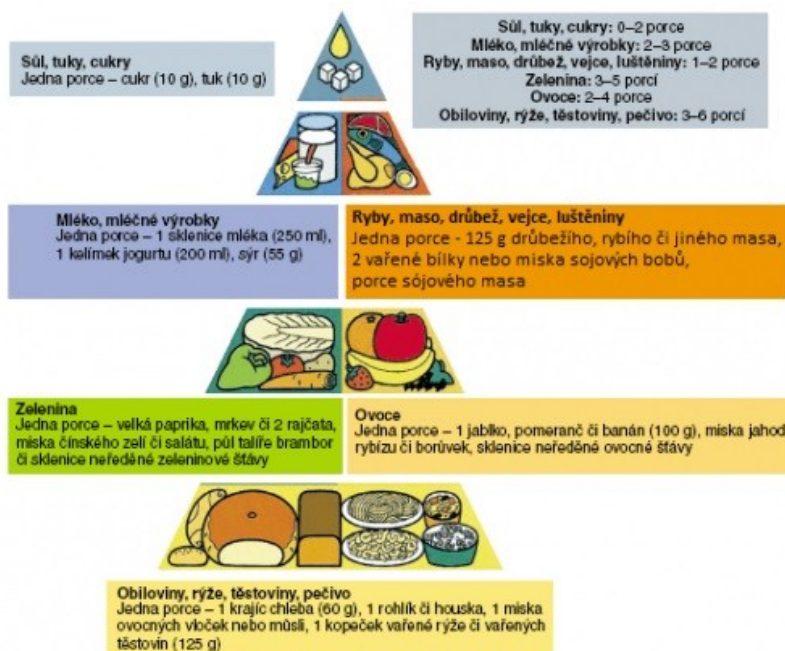 Sůl, tuky, cukry
Jedna porce – cukr (10 g), tuk (10 g)
Sůl, tuky, cukry: 0–2 porce
Mléko, mléčné výrobky: 2–3 porce
Ryby, maso, drůbež, vejce, luštěniny: 1–2 porce
Zelenina: 3–5 porcí
Ovoce: 2–4 porce
Obiloviny, rýže, těstoviny, pečivo: 3–6 porcí
Mléko, mléčné výrobky
Jedna porce – 1 sklenice mléka (250 ml),
1 kelímek jogurtu (200 ml), sýr (55 g)
Ryby, maso, drůbež, vejce, luštěniny
Jedna porce - 125 g drůbežího, rybího či jiného masa,
2 vařené bílky nebo miska sojových bobů,
porce sójového masa
Zelenina
Jedna porce – velká paprika, mrkev či 2 rajčata,
miska čínského zelí či salátu, půl talíře brambor
či sklenice neředěné zeleninové šťávy
Ovoce
Jedna porce – 1 jablko, pomeranč či banán (100 g), miska jahod
rybízu či borůvek, sklenice neředěné ovocné šťávy
Obiloviny, rýže, těstoviny, pečivo
Jedna porce – 1 krajíc chleba (60 g), 1 rohlík či houska, 1 miska
ovocných vloček nebo müsli, 1 kopeček vařené rýže či vařených
těstovin (125 g)